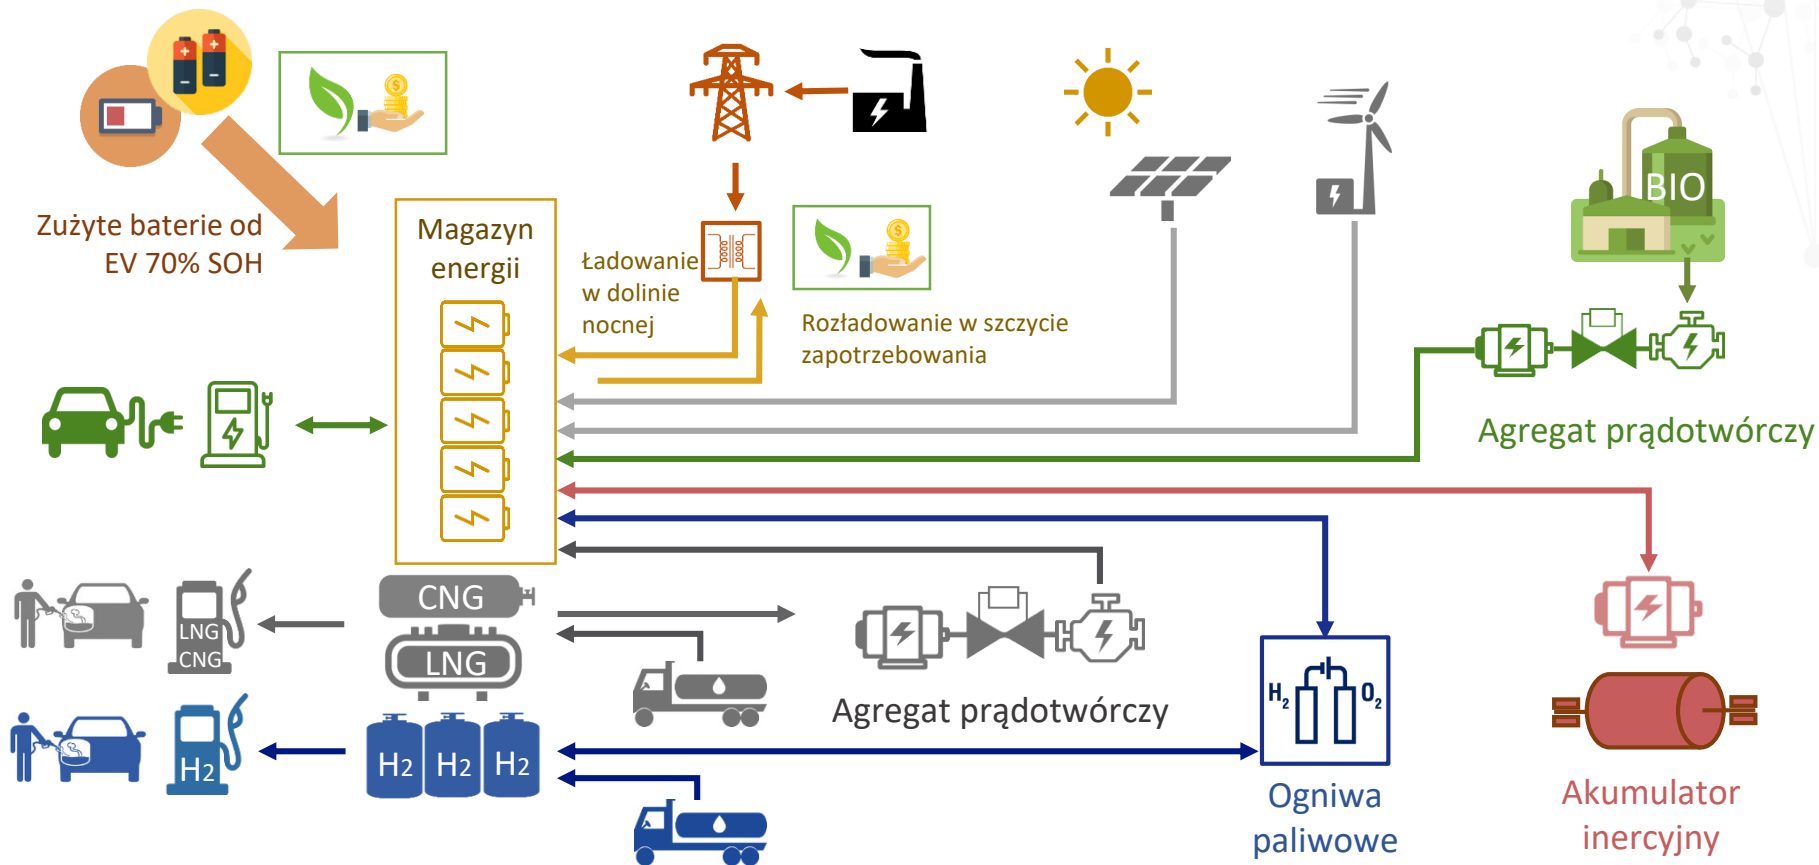 Zużyte baterie od
EV 70% SOH
Magazyn
energii
Ładowanie
w dolinie
nocnej
Rozładowanie w szczycie
zapotrzebowania
BIO
Agregat prądotwórczy
CNG
LNG
LNG
CNG
Agregat prądotwórczy
H2
O2
H2
H2
H2
H2
Ogniwa
paliwowe
Akumulator
inercyjny